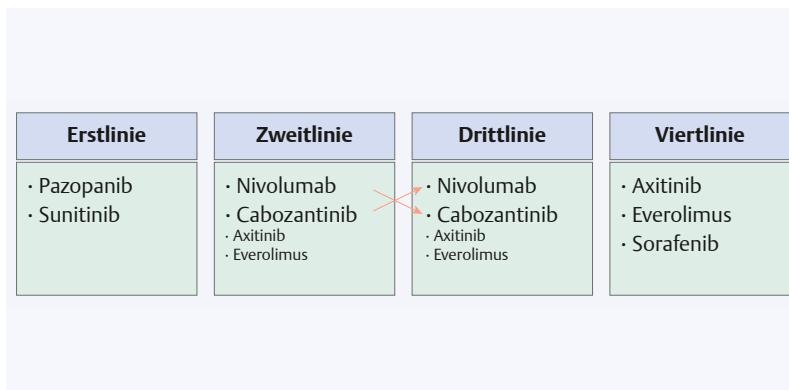 Erstlinie
· Pazopanib
· Sunitinib
Zweitlinie
· Nivolumab
· Cabozantinib
· Axitinib
· Everolimus
Drittlinie
· Nivolumab
· Cabozantinib
· Axitinib
· Everolimus
Viertlinie
· Axitinib
· Everolimus
· Sorafenib